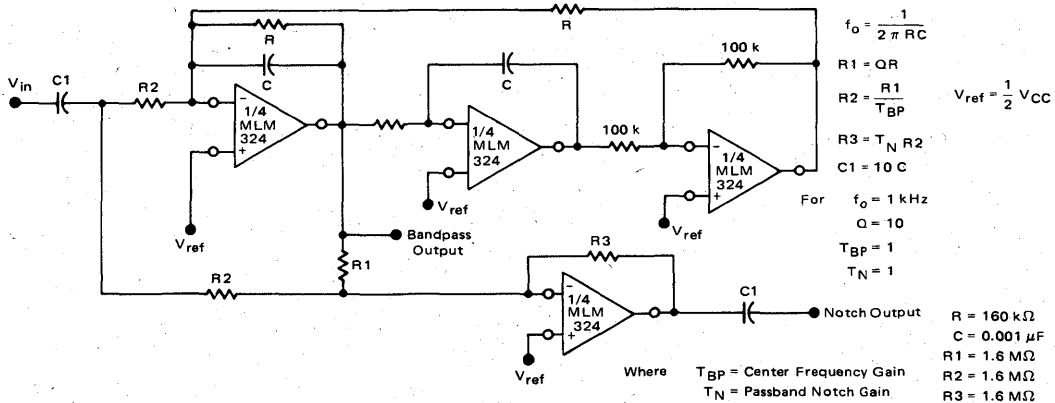 R
R
C
V_in
C1
R2
1/4
MLM
324
−
+
V_ref
C
1/4
MLM
324
−
+
V_ref
100 k
100 k
1/4
MLM
324
−
+
V_ref
Bandpass
Output
R1
R2
R3
1/4
MLM
324
−
+
V_ref
C1
Notch Output
f_o = 1 / 2 π RC
R1 = QR
R2 = R1 / T_BP
R3 = T_N R2
C1 = 10 C
V_ref = 1/2 V_CC
For f_o = 1 kHz
Q = 10
T_BP = 1
T_N = 1
R = 160 kΩ
C = 0.001 μF
R1 = 1.6 MΩ
R2 = 1.6 MΩ
R3 = 1.6 MΩ
Where T_BP = Center Frequency Gain
T_N = Passband Notch Gain